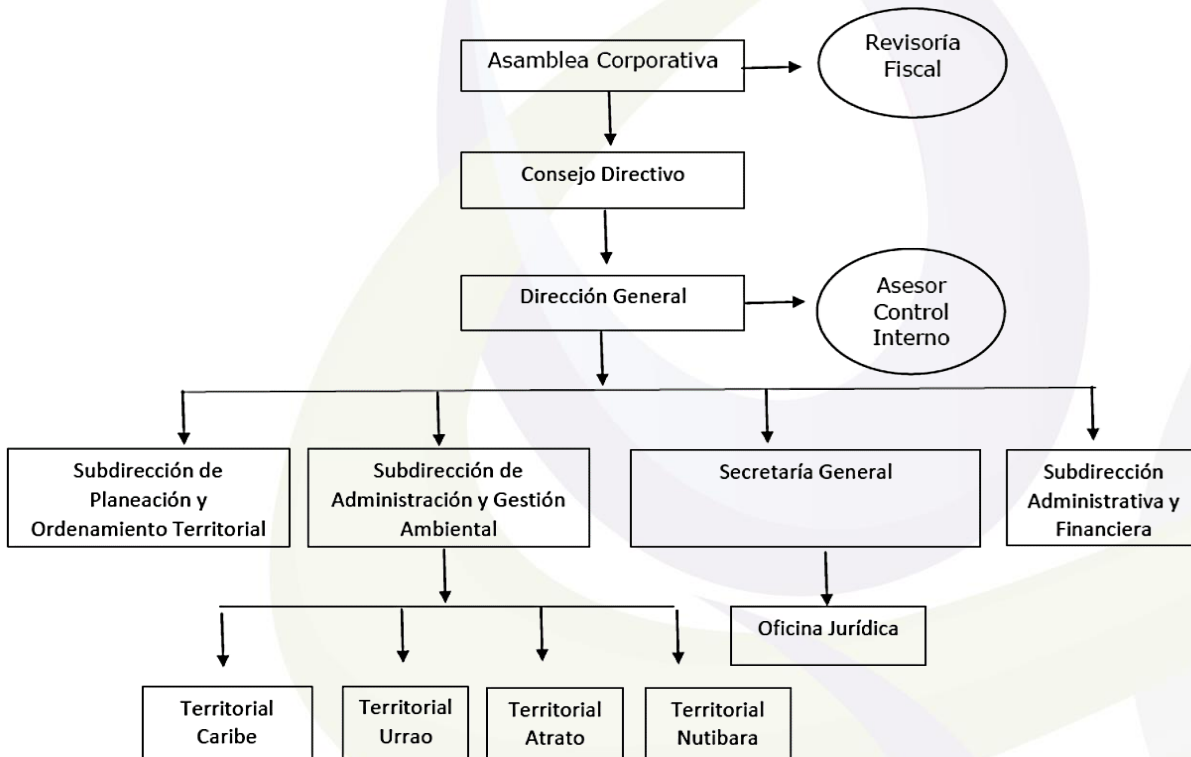 Asamblea Corporativa
Revisoría
Fiscal
Consejo Directivo
Dirección General
Asesor
Control
Interno
Subdirección de
Planeación y
Ordenamiento Territorial
Subdirección de
Administración y Gestión
Ambiental
Secretaría General
Subdirección
Administrativa y
Financiera
Oficina Jurídica
Territorial
Caribe
Territorial
Urrao
Territorial
Atrato
Territorial
Nutibara